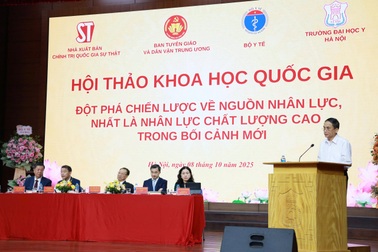 ST
NHÀ XUẤT BẢN
CHÍNH TRỊ QUỐC GIA SỰ THẬT
BAN TUYÊN GIÁO
VÀ DÂN VẬN TRUNG ƯƠNG
BỘ Y TẾ
TRƯỜNG ĐẠI HỌC Y
HÀ NỘI
HỘI THẢO KHOA HỌC QUỐC GIA
ĐỘT PHÁ CHIẾN LƯỢC VỀ NGUỒN NHÂN LỰC,
NHẤT LÀ NHÂN LỰC CHẤT LƯỢNG CAO
TRONG BỐI CẢNH MỚI
Hà Nội, ngày 08 tháng 10 năm 2025